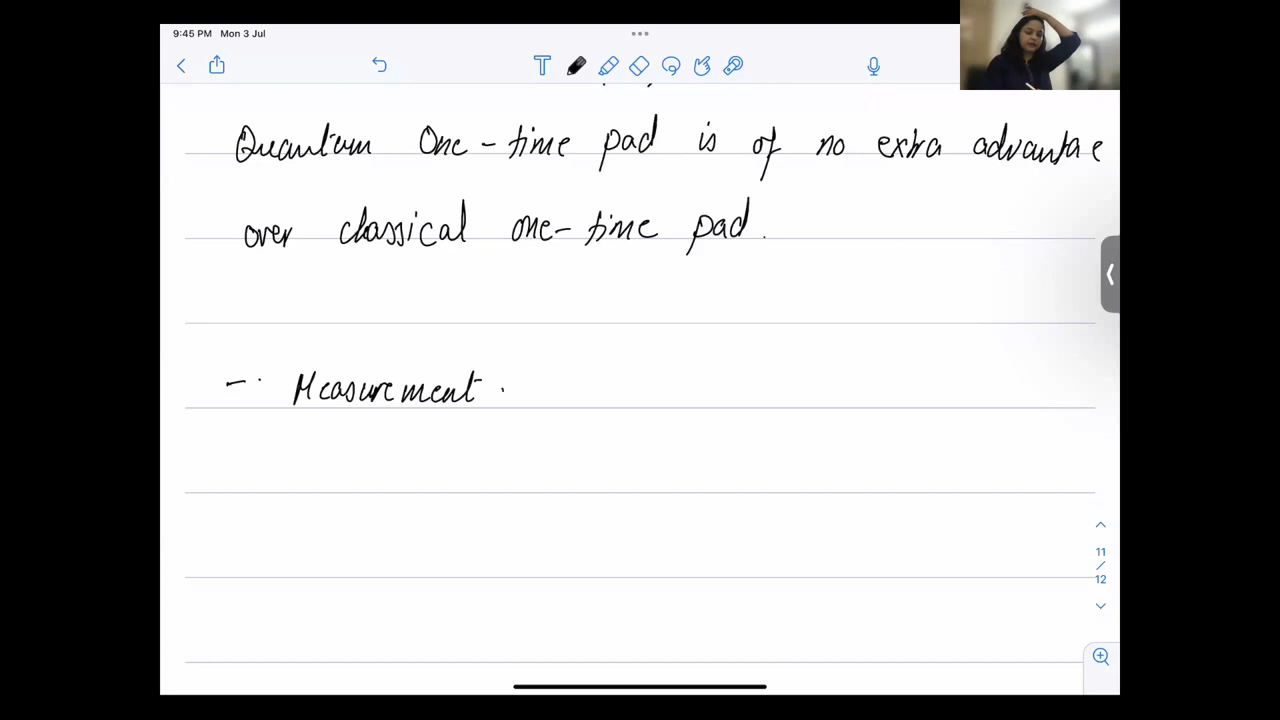 9:45 PM Mon 3 Jul
Quantum One-time pad is of no extra advantage
over classical one-time pad.
- Measurement.
11
/
12